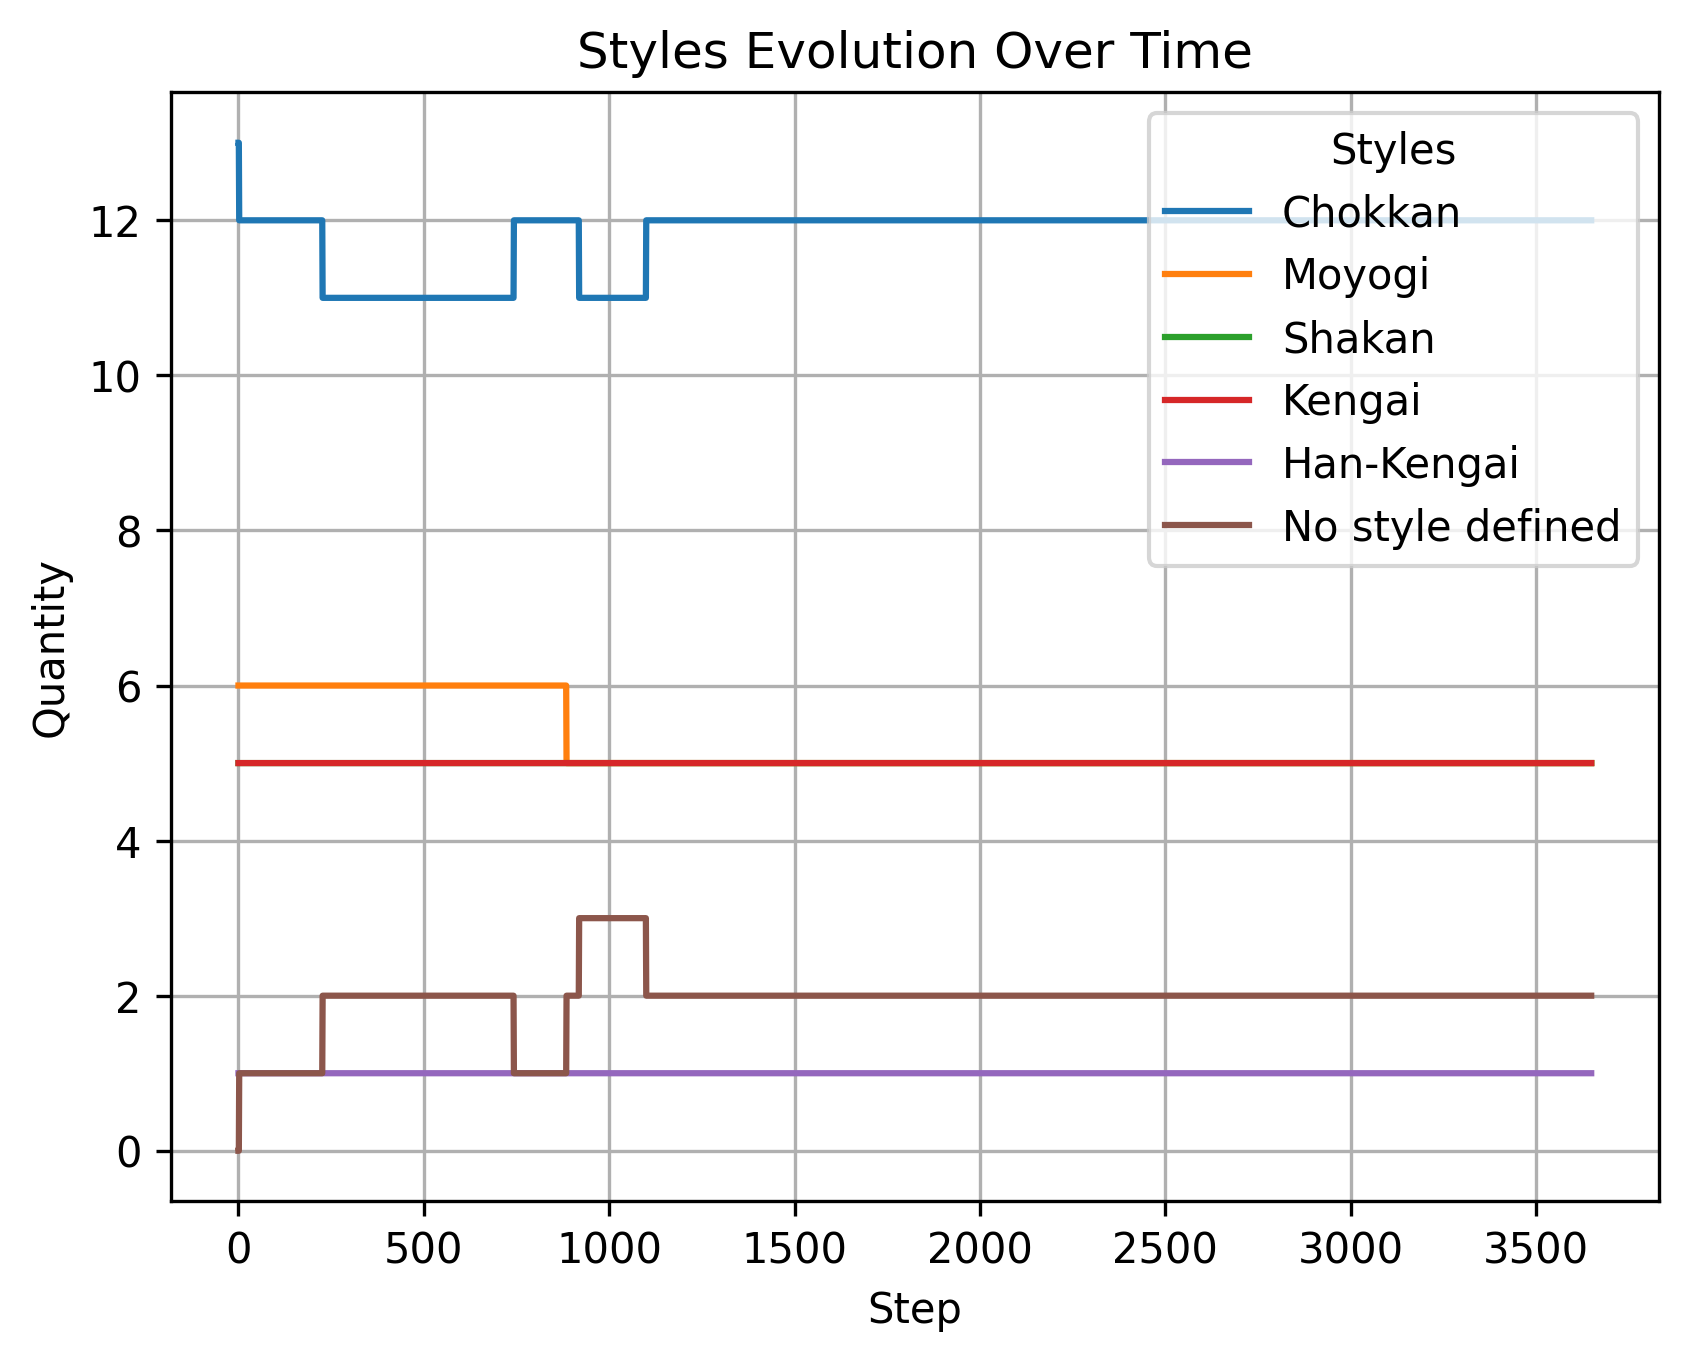 Styles Evolution Over Time
Styles
Chokkan
Moyogi
Shakan
Kengai
Han-Kengai
No style defined
Quantity
12
10
8
6
4
2
0
0 500 1000 1500 2000 2500 3000 3500
Step